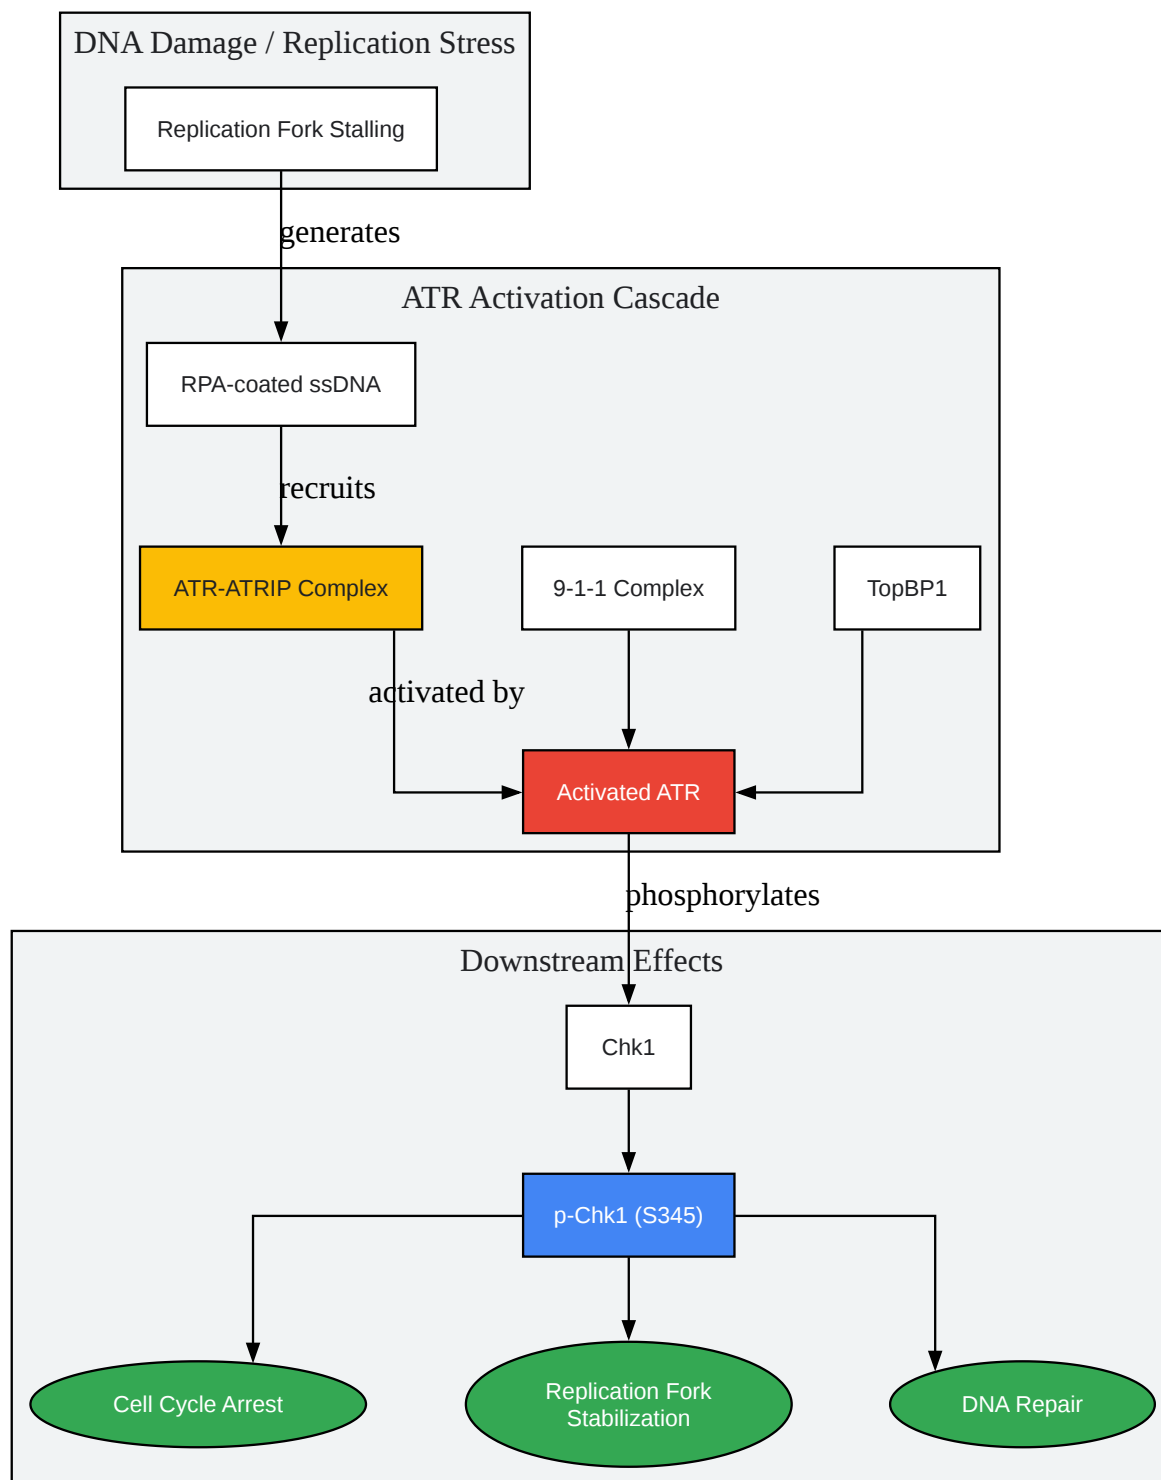 DNA Damage / Replication Stress
Replication Fork Stalling
generates
ATR Activation Cascade
RPA-coated ssDNA
recruits
ATR-ATRIP Complex
9-1-1 Complex
TopBP1
activated by
Activated ATR
phosphorylates
Downstream Effects
Chk1
p-Chk1 (S345)
Cell Cycle Arrest
Replication Fork
Stabilization
DNA Repair